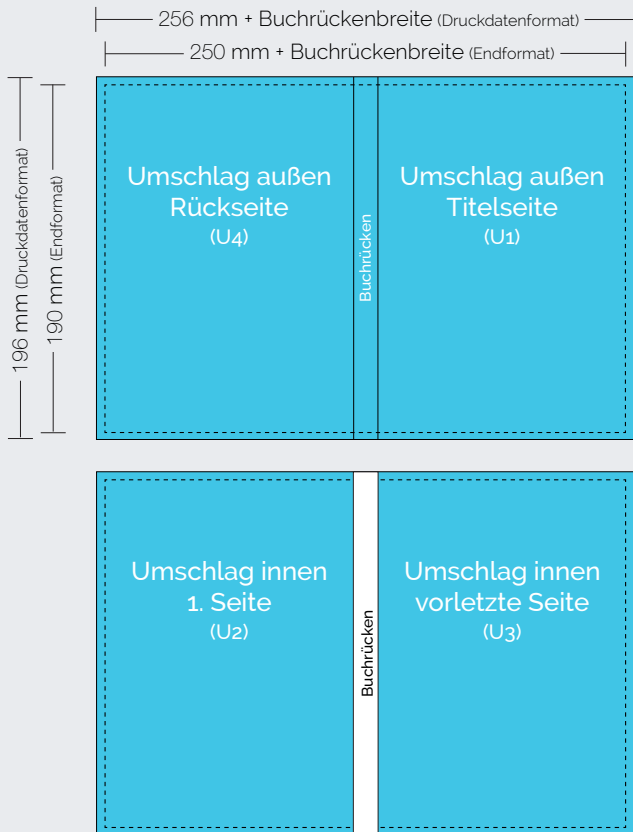 256 mm + Buchrückenbreite (Druckdatenformat)
250 mm + Buchrückenbreite (Endformat)
196 mm (Druckdatenformat)
190 mm (Endformat)
Umschlag außen
Rückseite
(U4)
Buchrücken
Umschlag außen
Titelseite
(U1)
Umschlag innen
1. Seite
(U2)
Buchrücken
Umschlag innen
vorletzte Seite
(U3)